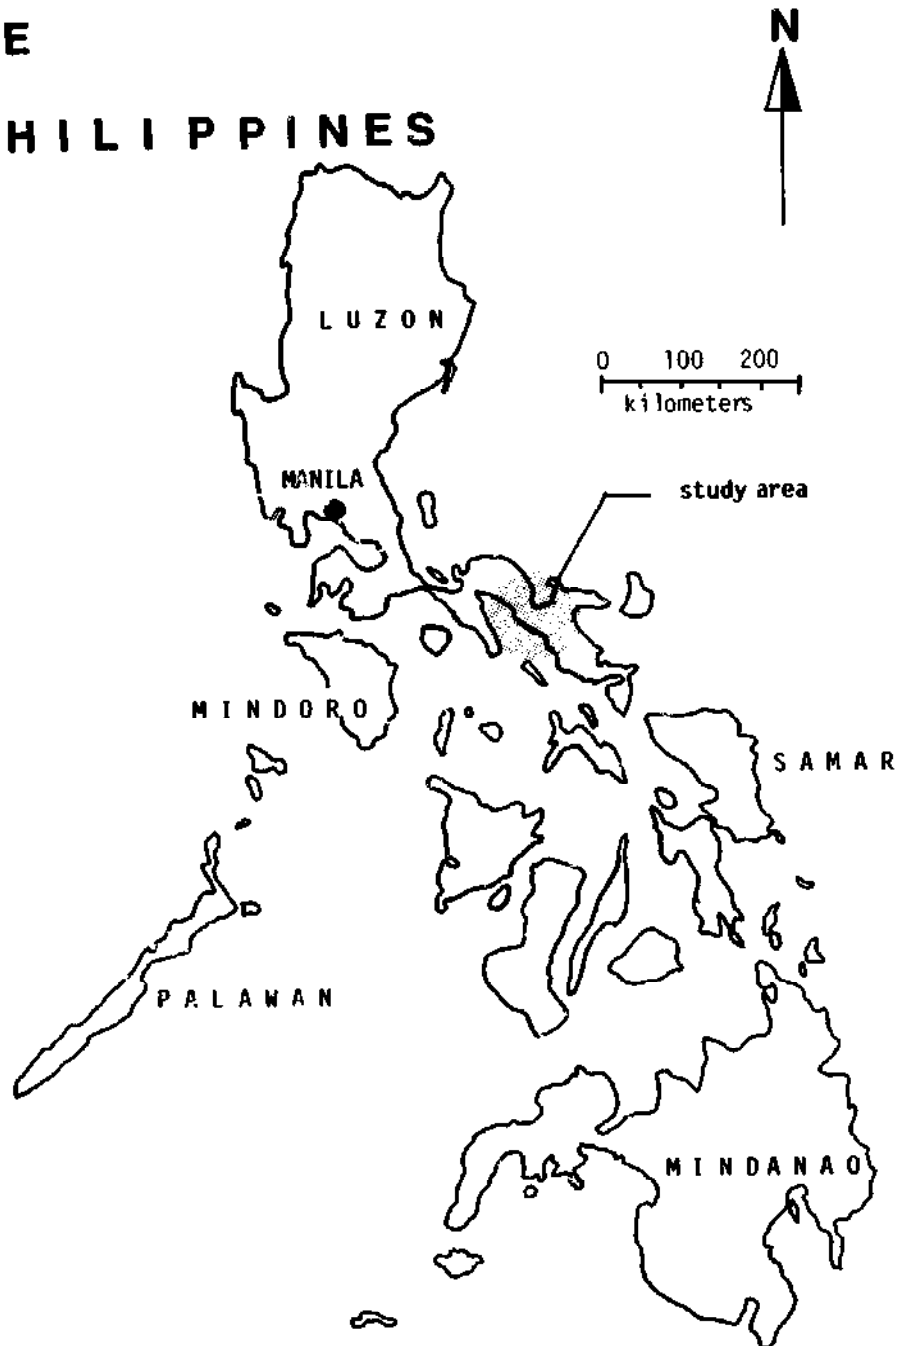 E
N
HILIPPINES
LUZON
0 100 200
kilometers
MANILA
study area
MINDORO
SAMAR
PALAWAN
MINDANAO